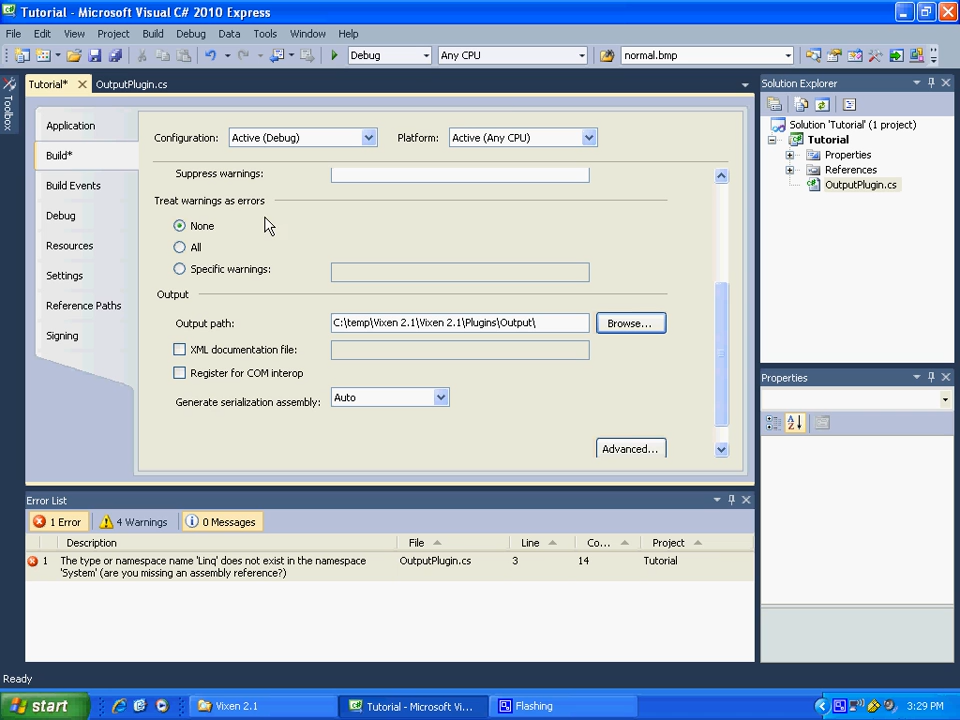 Tutorial - Microsoft Visual C# 2010 Express
File Edit View Project Build Debug Data Tools Window Help
Debug Any CPU normal.bmp
Toolbox
Tutorial* OutputPlugin.cs
Application
Build*
Build Events
Debug
Resources
Settings
Reference Paths
Signing
Configuration: Active (Debug) Platform: Active (Any CPU)
Suppress warnings:
Treat warnings as errors
None
All
Specific warnings:
Output
Output path: C:\temp\Vixen 2.1\Vixen 2.1\Plugins\Output\ Browse...
XML documentation file:
Register for COM interop
Generate serialization assembly: Auto
Advanced...
Solution Explorer
Solution 'Tutorial' (1 project)
Tutorial
Properties
References
OutputPlugin.cs
Properties
Error List
1 Error 4 Warnings 0 Messages
Description File Line Co... Project
1 The type or namespace name 'Linq' does not exist in the namespace OutputPlugin.cs 3 14 Tutorial
'System' (are you missing an assembly reference?)
Ready
start Vixen 2.1 Tutorial - Microsoft Vi... Flashing 3:29 PM